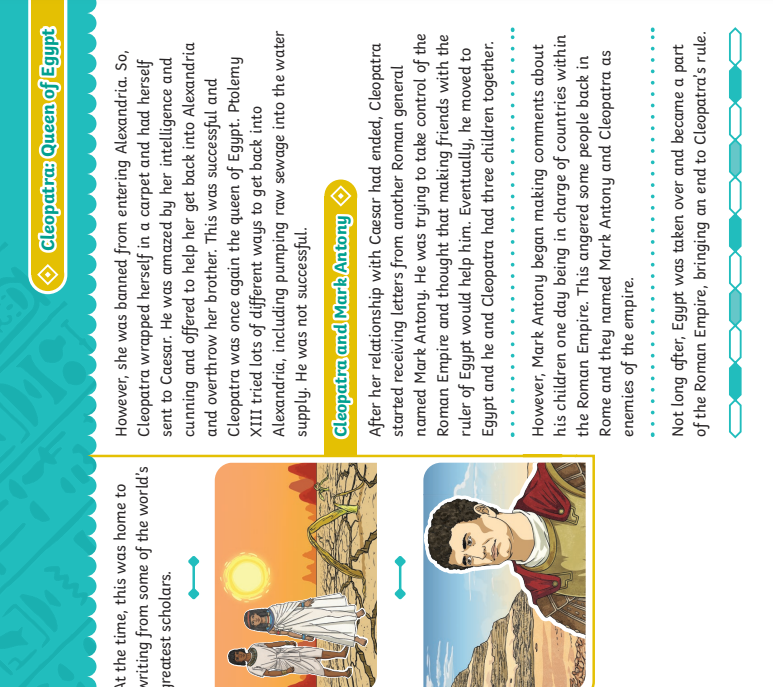 Cleopatra: Queen of Egypt
At the time, this was home to
writing from some of the world's
greatest scholars.
However, she was banned from entering Alexandria. So,
Cleopatra wrapped herself in a carpet and had herself
sent to Caesar. He was amazed by her intelligence and
cunning and offered to help her get back into Alexandria
and overthrow her brother. This was successful and
Cleopatra was once again the queen of Egypt. Ptolemy
XIII tried lots of different ways to get back into
Alexandria, including pumping raw sewage into the water
supply. He was not successful.
Cleopatra and Mark Antony
After her relationship with Caesar had ended, Cleopatra
started receiving letters from another Roman general
named Mark Antony. He was trying to take control of the
Roman Empire and thought that making friends with the
ruler of Egypt would help him. Eventually, he moved to
Egypt and he and Cleopatra had three children together.
However, Mark Antony began making comments about
his children one day being in charge of countries within
the Roman Empire. This angered some people back in
Rome and they named Mark Antony and Cleopatra as
enemies of the empire.
Not long after, Egypt was taken over and became a part
of the Roman Empire, bringing an end to Cleopatra's rule.